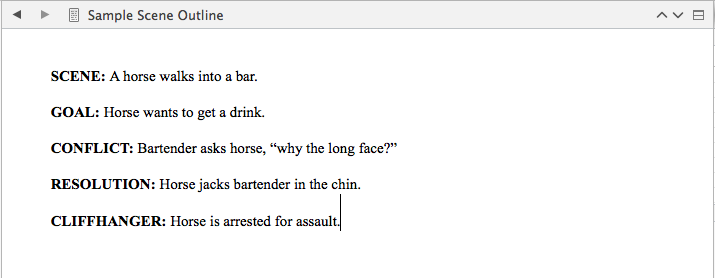 Sample Scene Outline
SCENE: A horse walks into a bar.
GOAL: Horse wants to get a drink.
CONFLICT: Bartender asks horse, “why the long face?”
RESOLUTION: Horse jacks bartender in the chin.
CLIFFHANGER: Horse is arrested for assault.